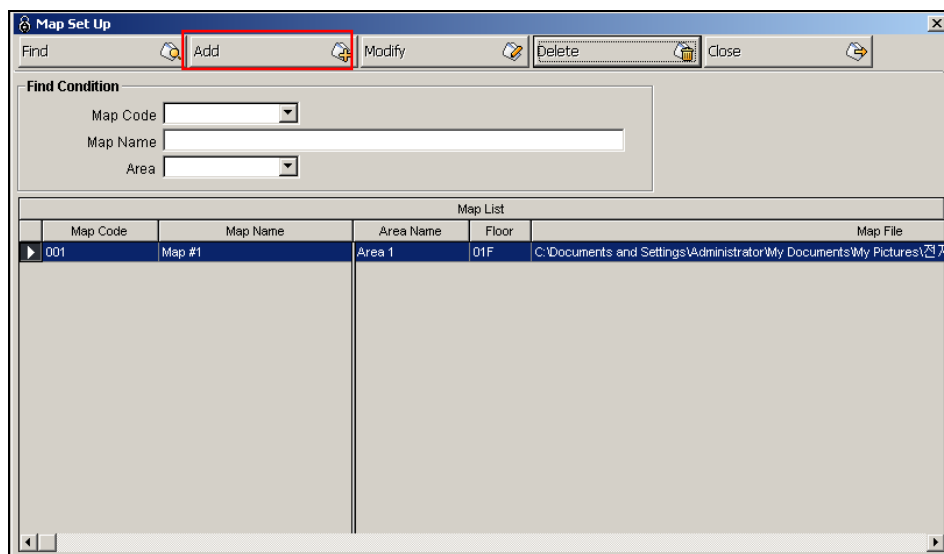 Map Set Up
Find Add Modify Delete Close
Find Condition
Map Code
Map Name
Area
Map List
Map Code Map Name Area Name Floor Map File
001 Map #1 Area 1 01F C:\Documents and Settings\Administrator\My Documents\My Pictures\전